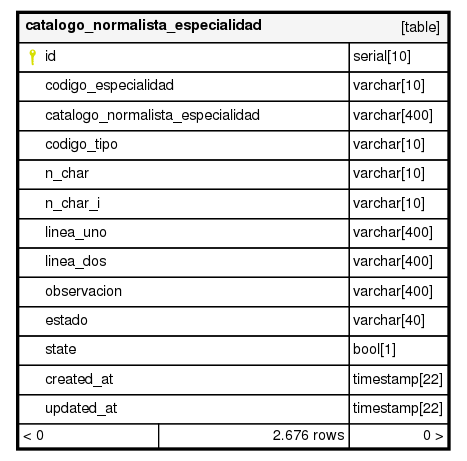 catalogo_normalista_especialidad [table]
id serial[10]
codigo_especialidad varchar[10]
catalogo_normalista_especialidad varchar[400]
codigo_tipo varchar[10]
n_char varchar[10]
n_char_i varchar[10]
linea_uno varchar[400]
linea_dos varchar[400]
observacion varchar[400]
estado varchar[40]
state bool[1]
created_at timestamp[22]
updated_at timestamp[22]
< 0 2.676 rows 0 >